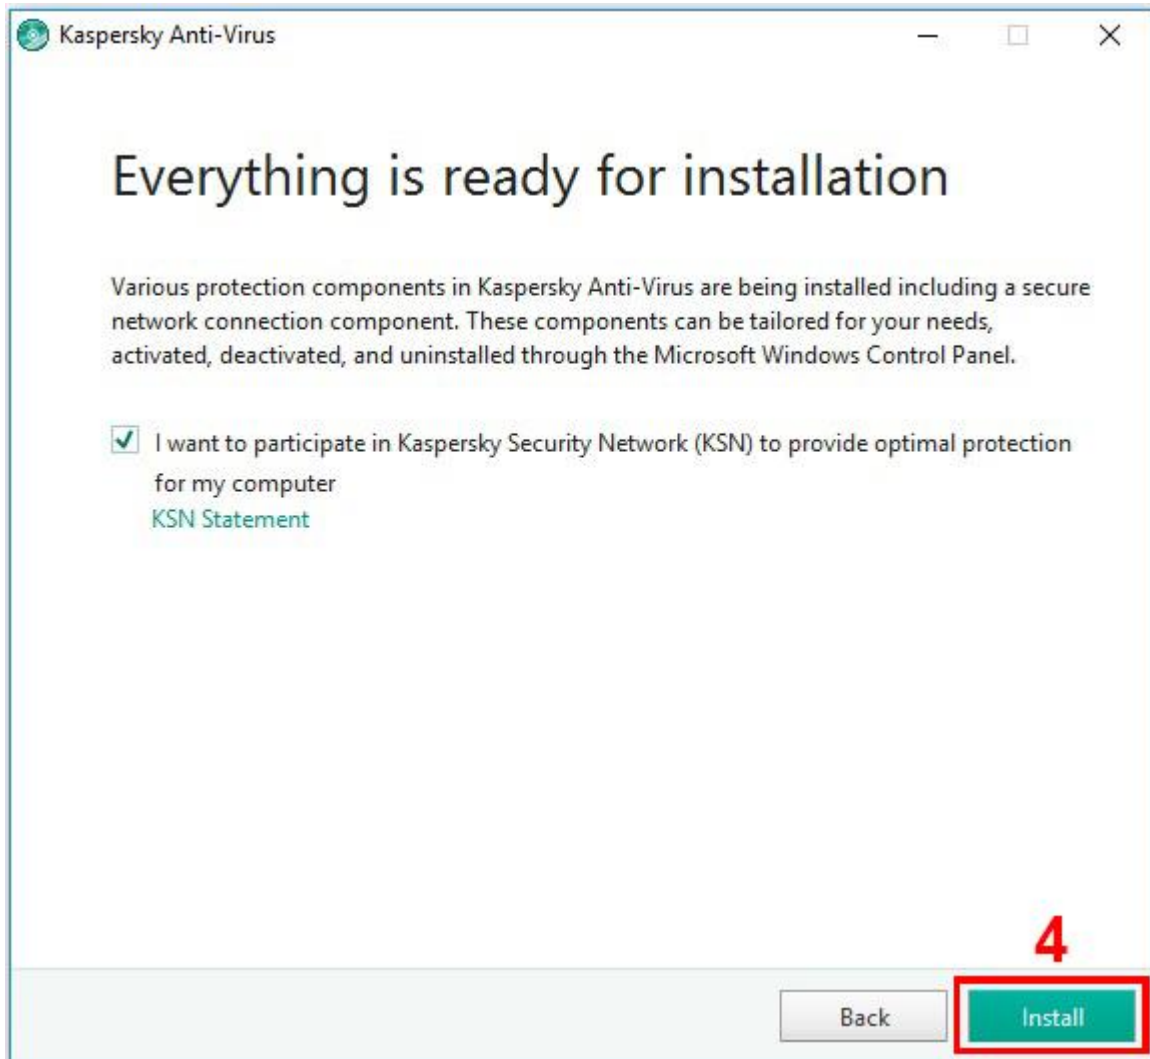 Kaspersky Anti-Virus
Everything is ready for installation
Various protection components in Kaspersky Anti-Virus are being installed including a secure
network connection component. These components can be tailored for your needs,
activated, deactivated, and uninstalled through the Microsoft Windows Control Panel.
I want to participate in Kaspersky Security Network (KSN) to provide optimal protection
for my computer
KSN Statement
4
Back Install